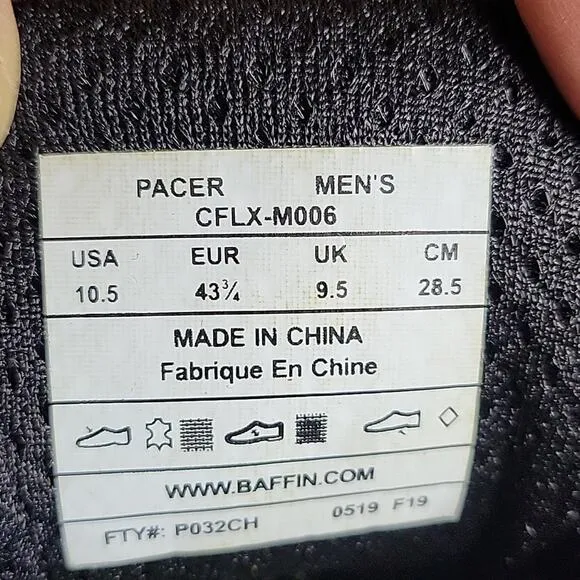 PACER MEN'S
CFLX-M006
USA EUR UK CM
10.5 43¾ 9.5 28.5
MADE IN CHINA
Fabrique En Chine
WWW.BAFFIN.COM
FTY#: P032CH 0519 F19